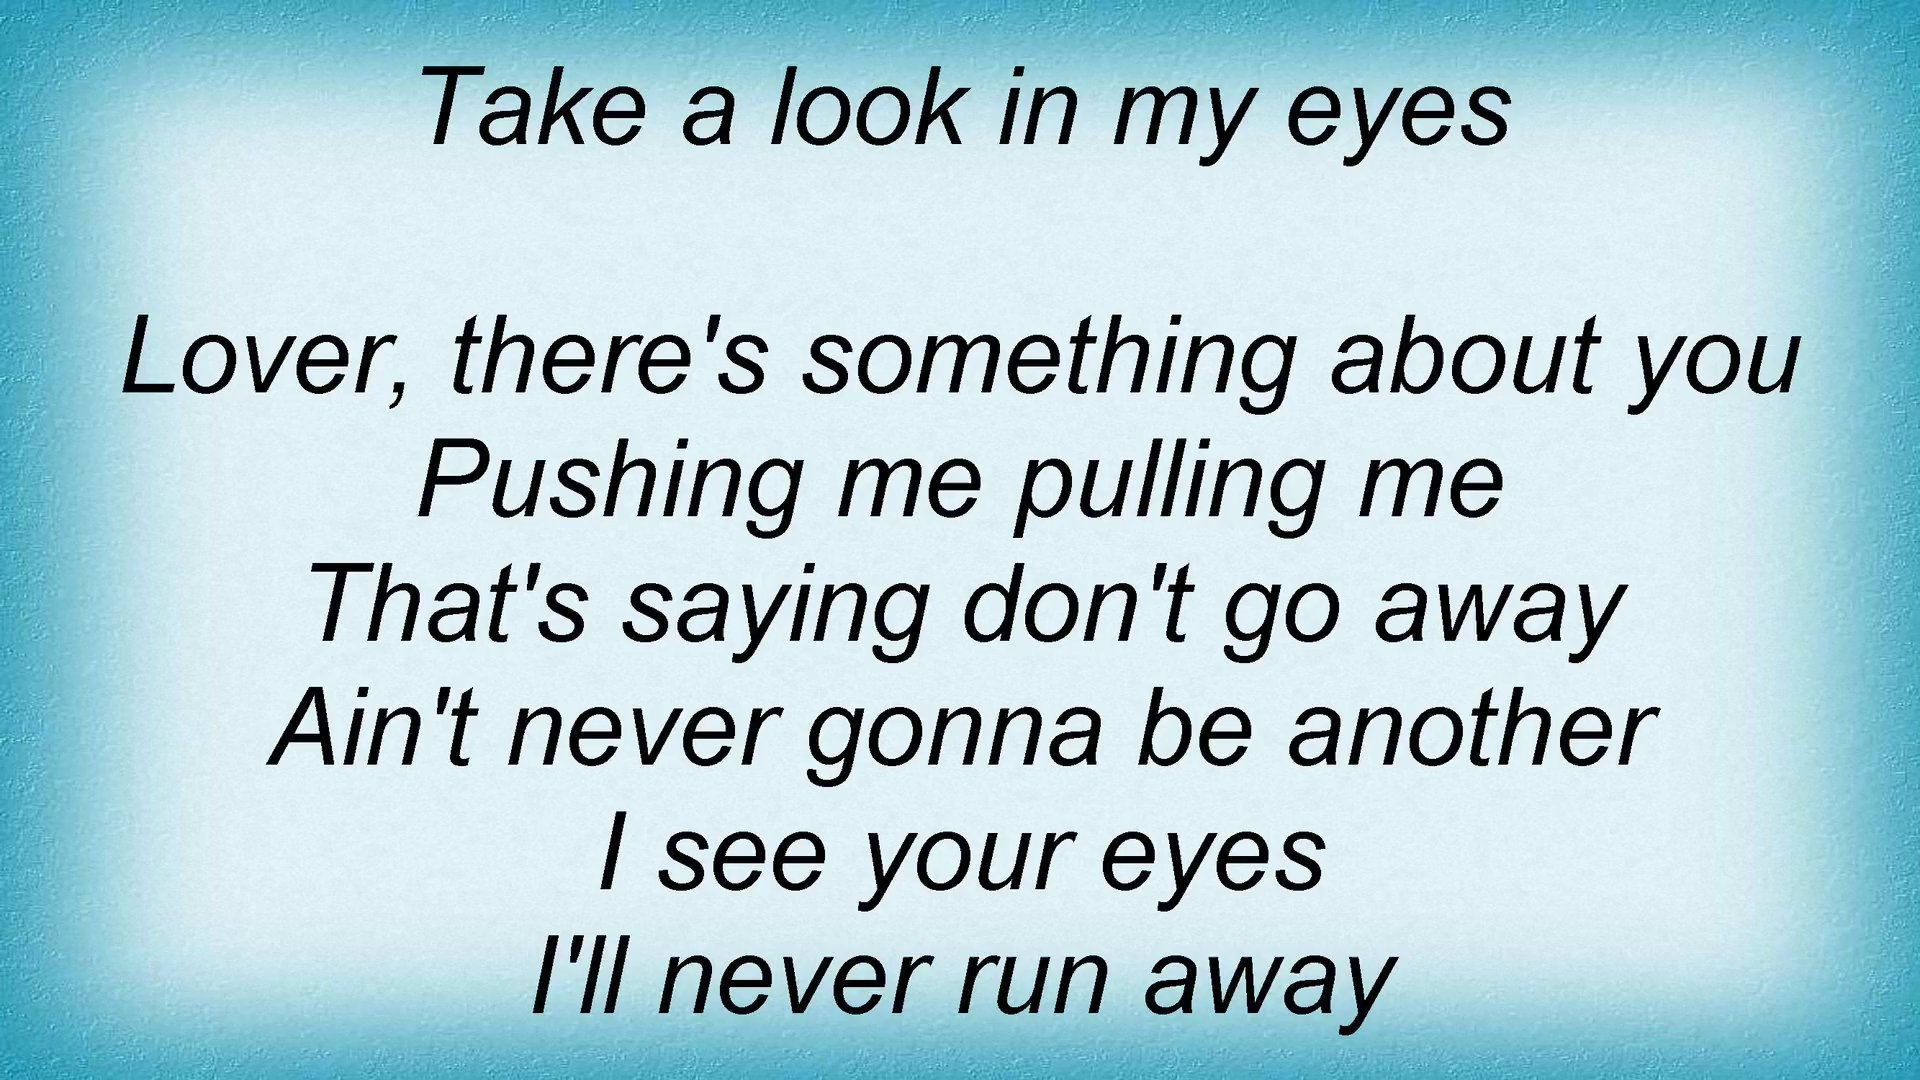 Take a look in my eyes
Lover, there's something about you
Pushing me pulling me
That's saying don't go away
Ain't never gonna be another
I see your eyes
I'll never run away